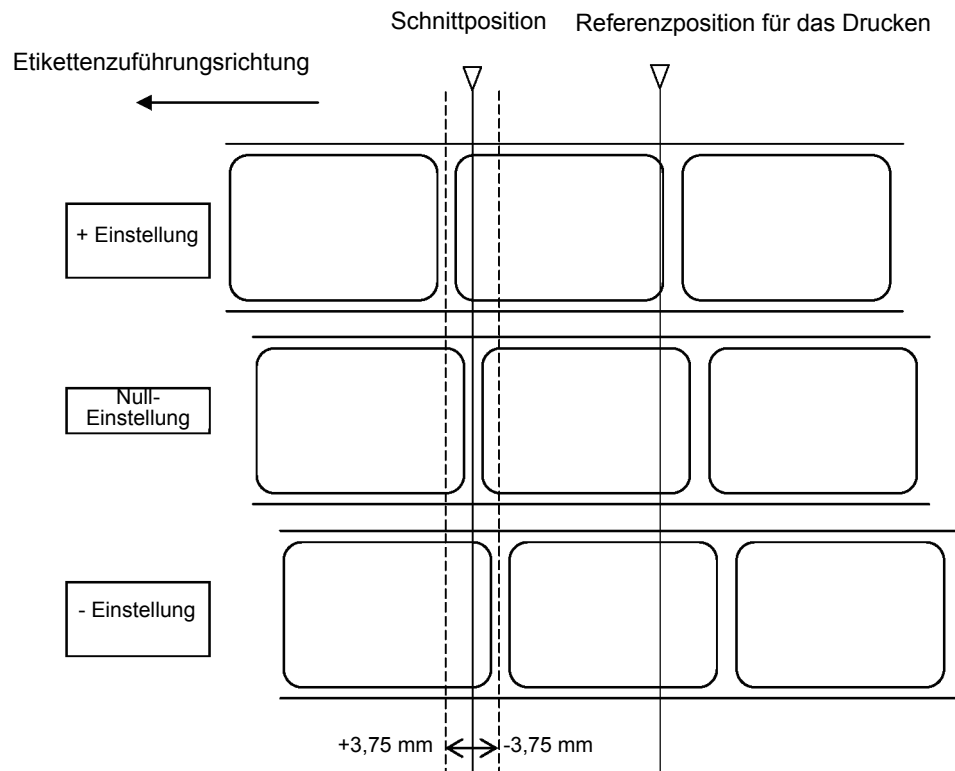 Schnittposition
Referenzposition für das Drucken
Etikettenzuführungsrichtung
+ Einstellung
Null-
Einstellung
- Einstellung
+3,75 mm
-3,75 mm